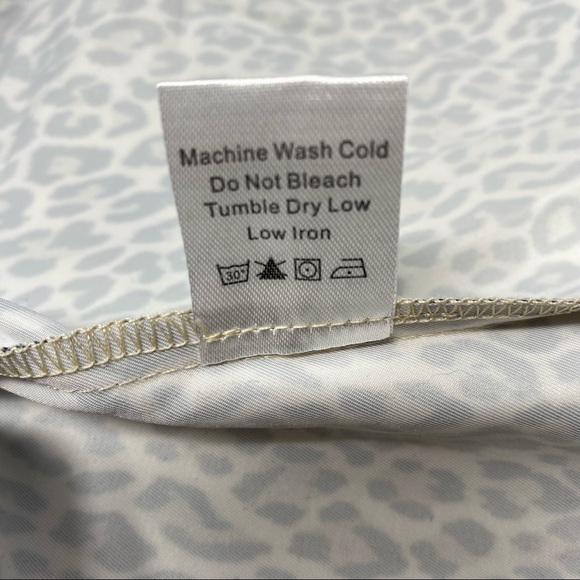 Machine Wash Cold
Do Not Bleach
Tumble Dry Low
Low Iron
30°